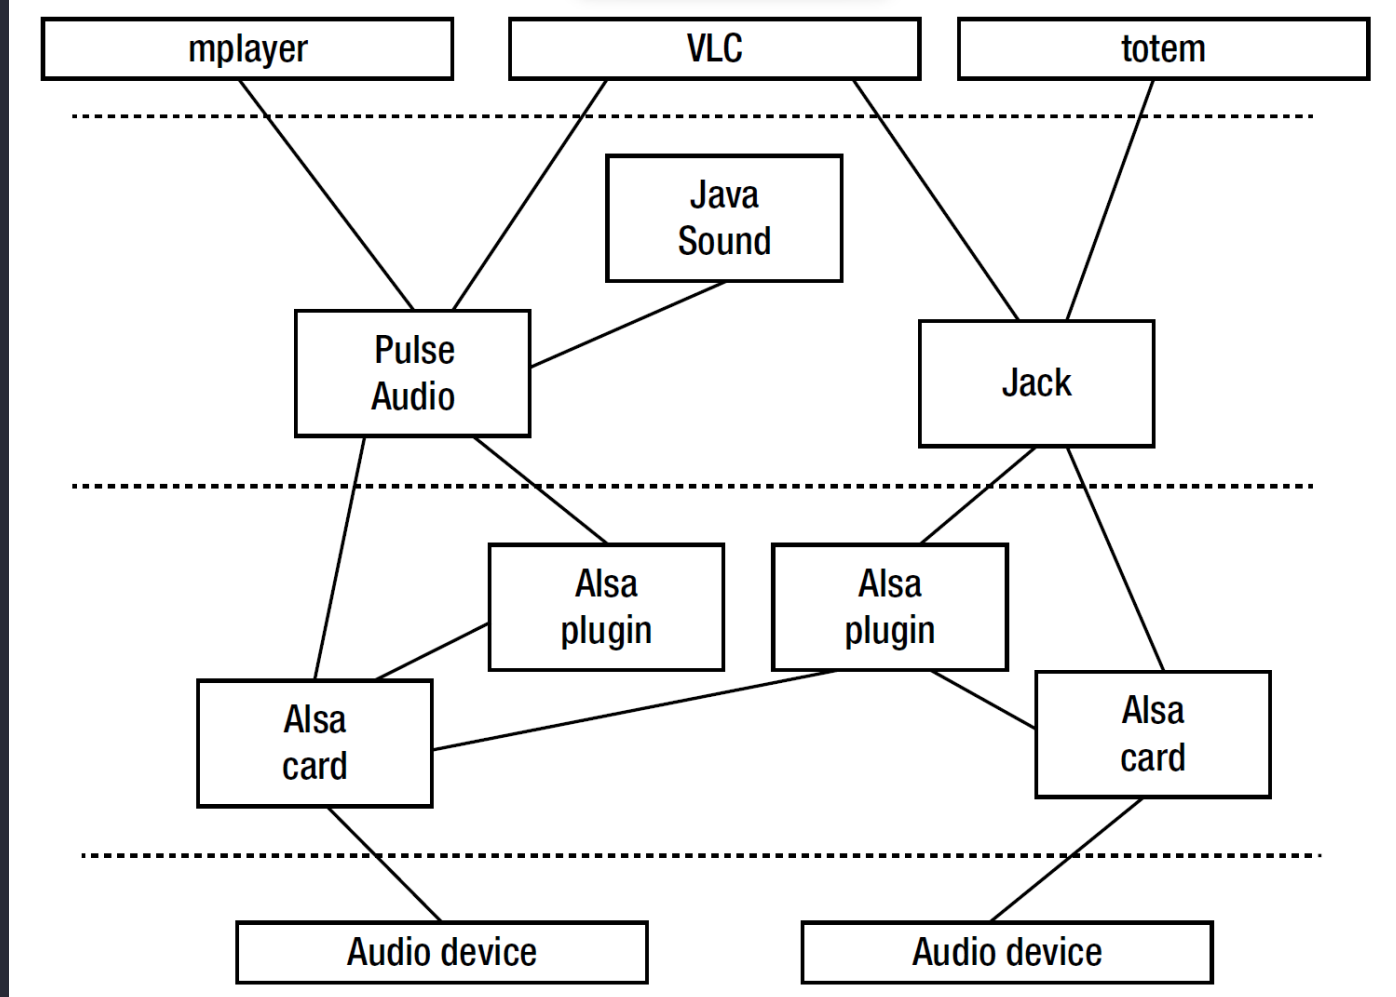 mplayer
VLC
totem
Java
Sound
Pulse
Audio
Jack
Alsa
plugin
Alsa
plugin
Alsa
card
Alsa
card
Audio device
Audio device